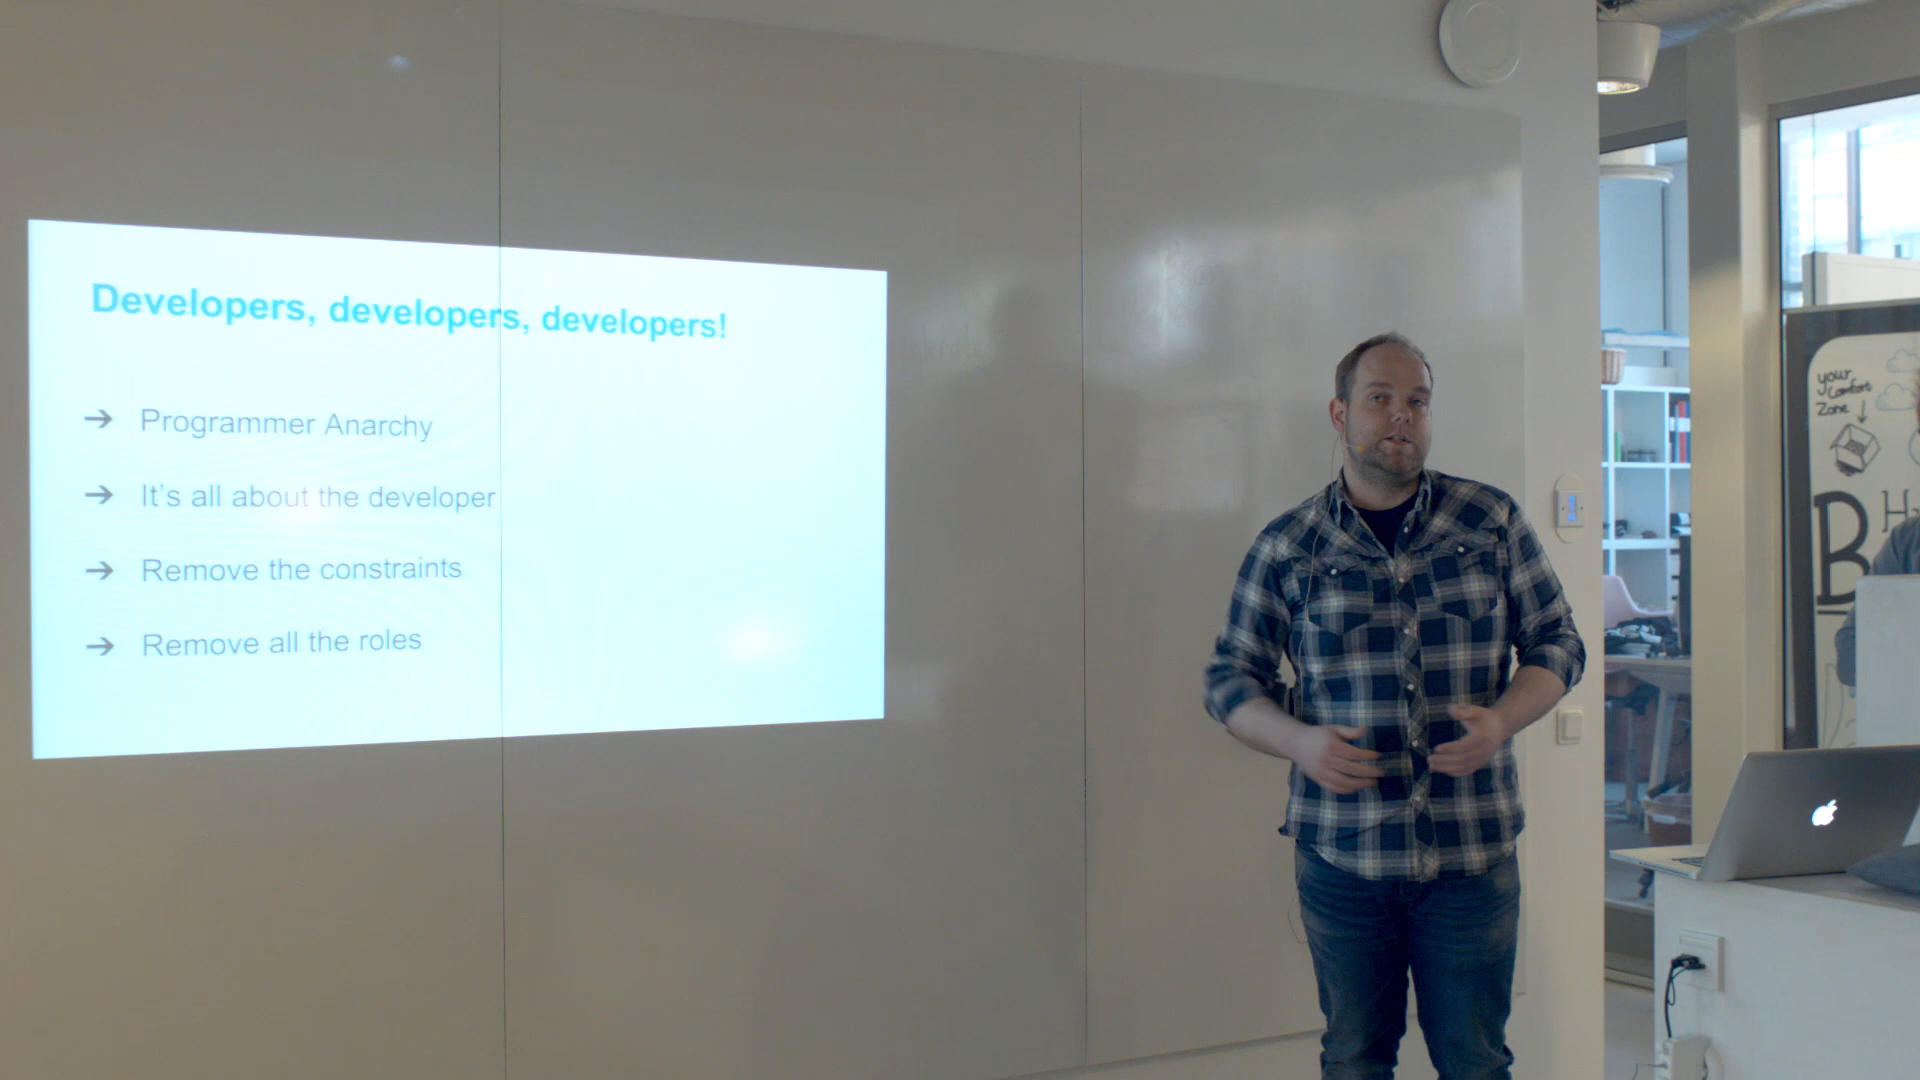 Developers, developers, developers!
→ Programmer Anarchy
→ It's all about the developer
→ Remove the constraints
→ Remove all the roles
your
Comfort
Zone
B